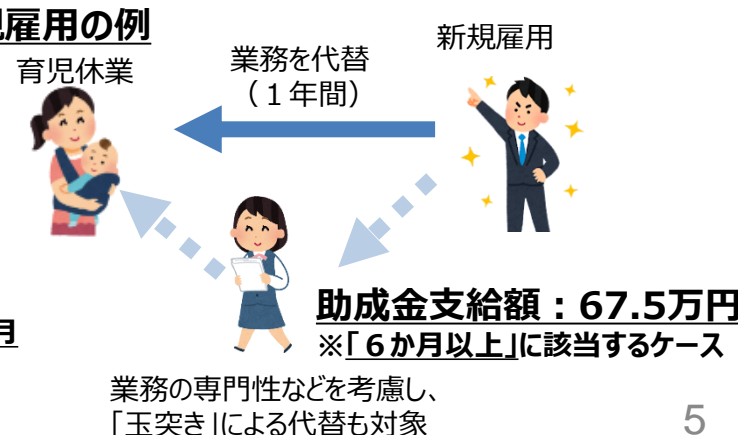 雇用の例
育児休業
業務を代替
（１年間）
新規雇用
助成金支給額：67.5万円
※「６か月以上」に該当するケース
月
業務の専門性などを考慮し、
「玉突き」による代替も対象
5